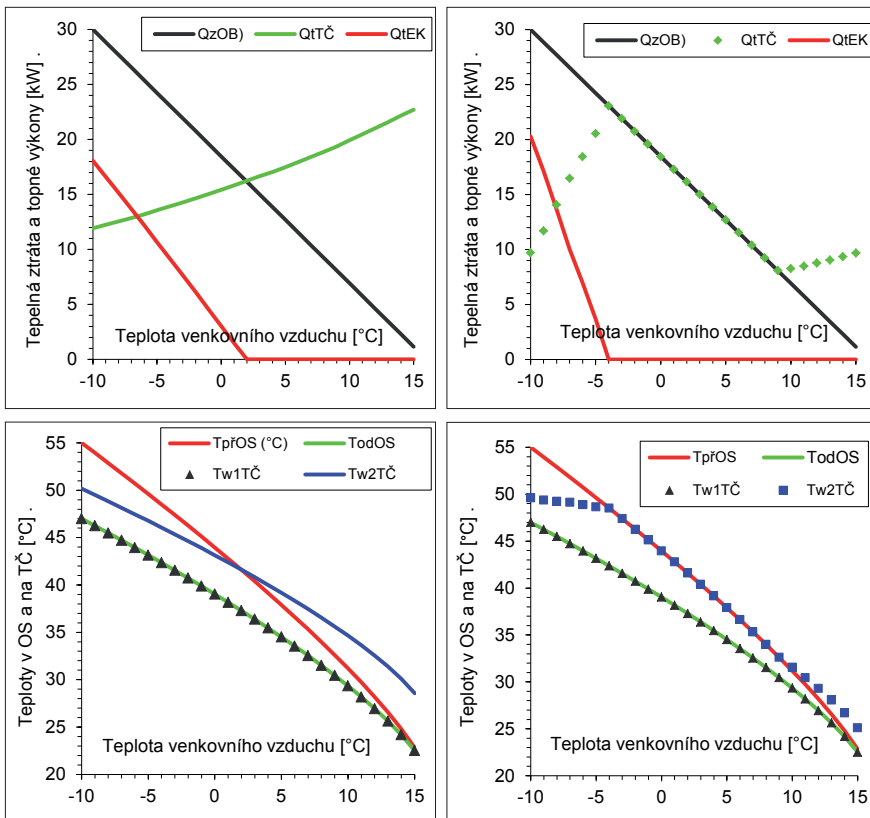 Tepelná ztráta a topné výkony [kW] .
QzOB) QtTČ QtEK
30
25
20
15
10
5
0
Teplota venkovního vzduchu [°C]
-10 -5 0 5 10 15
Tepelná ztráta a topné výkony [kW] .
QzOB) QtTČ QtEK
30
25
20
15
10
5
0
Teplota venkovního vzduchu [°C]
-10 -5 0 5 10 15
Teploty v OS a na TČ [°C] .
TpřOS (°C) TodOS
Tw1TČ Tw2TČ
55
50
45
40
35
30
25
20
Teplota venkovního vzduchu [°C]
-10 -5 0 5 10 15
Teploty v OS a na TČ [°C] .
TpřOS TodOS
Tw1TČ Tw2TČ
55
50
45
40
35
30
25
20
Teplota venkovního vzduchu [°C]
-10 -5 0 5 10 15